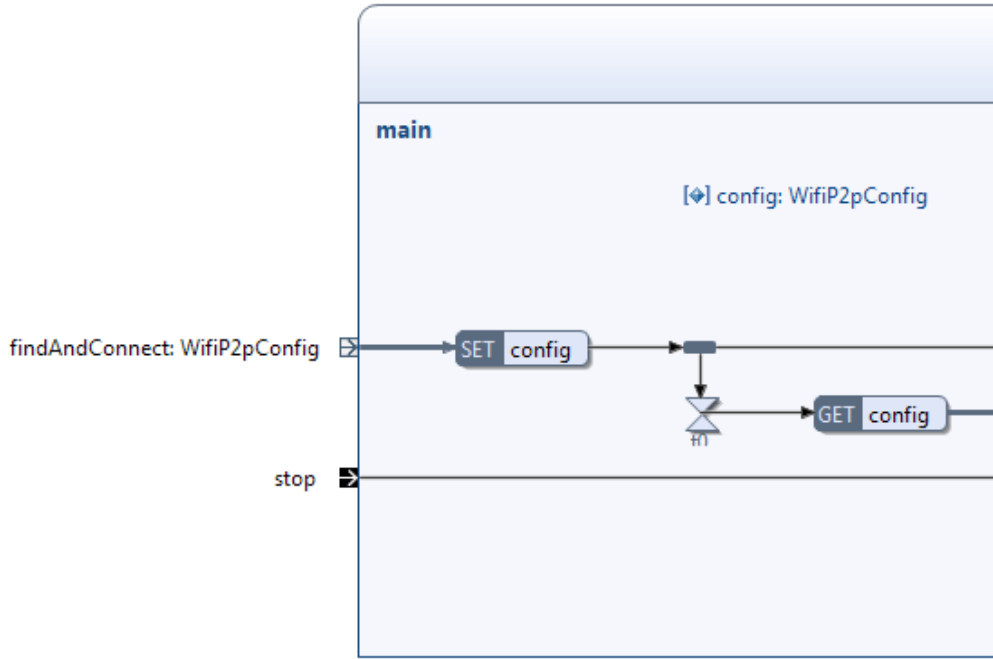 main
config: WifiP2pConfig
findAndConnect: WifiP2pConfig
SET config
GET config
stop